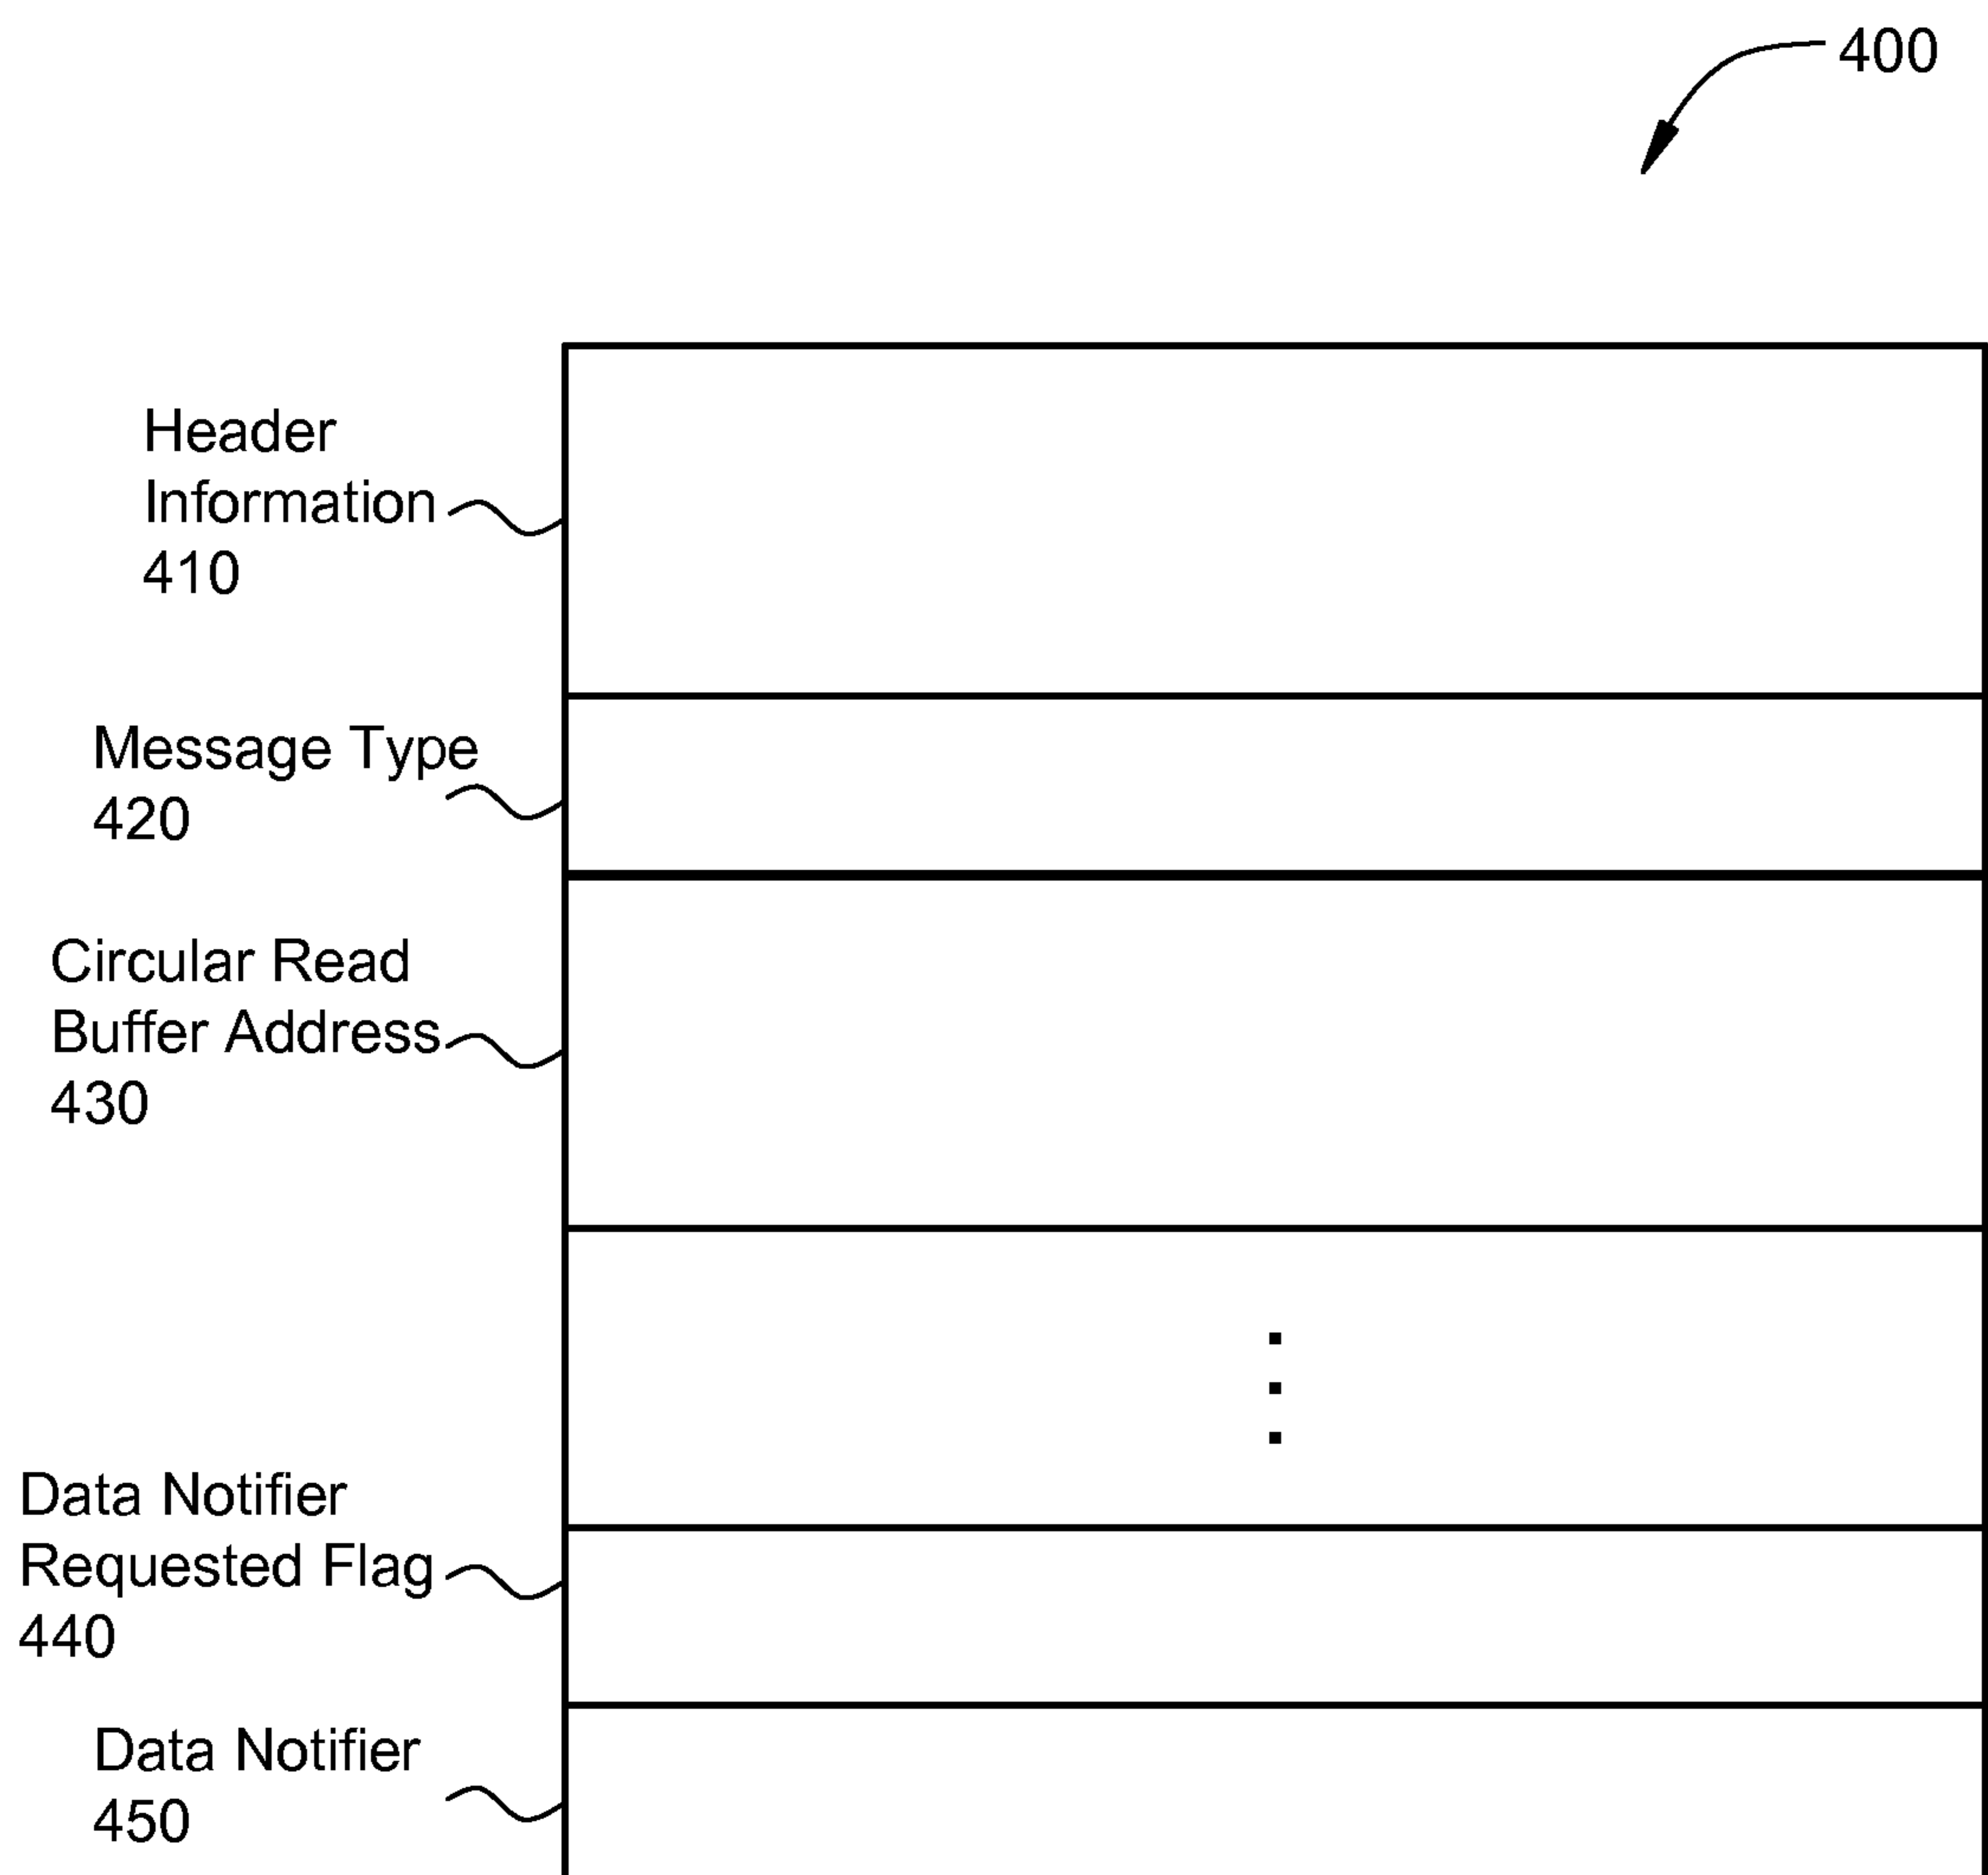 400
Header
Information
410
Message Type
420
Circular Read
Buffer Address
430
Data Notifier
Requested Flag
440
Data Notifier
450